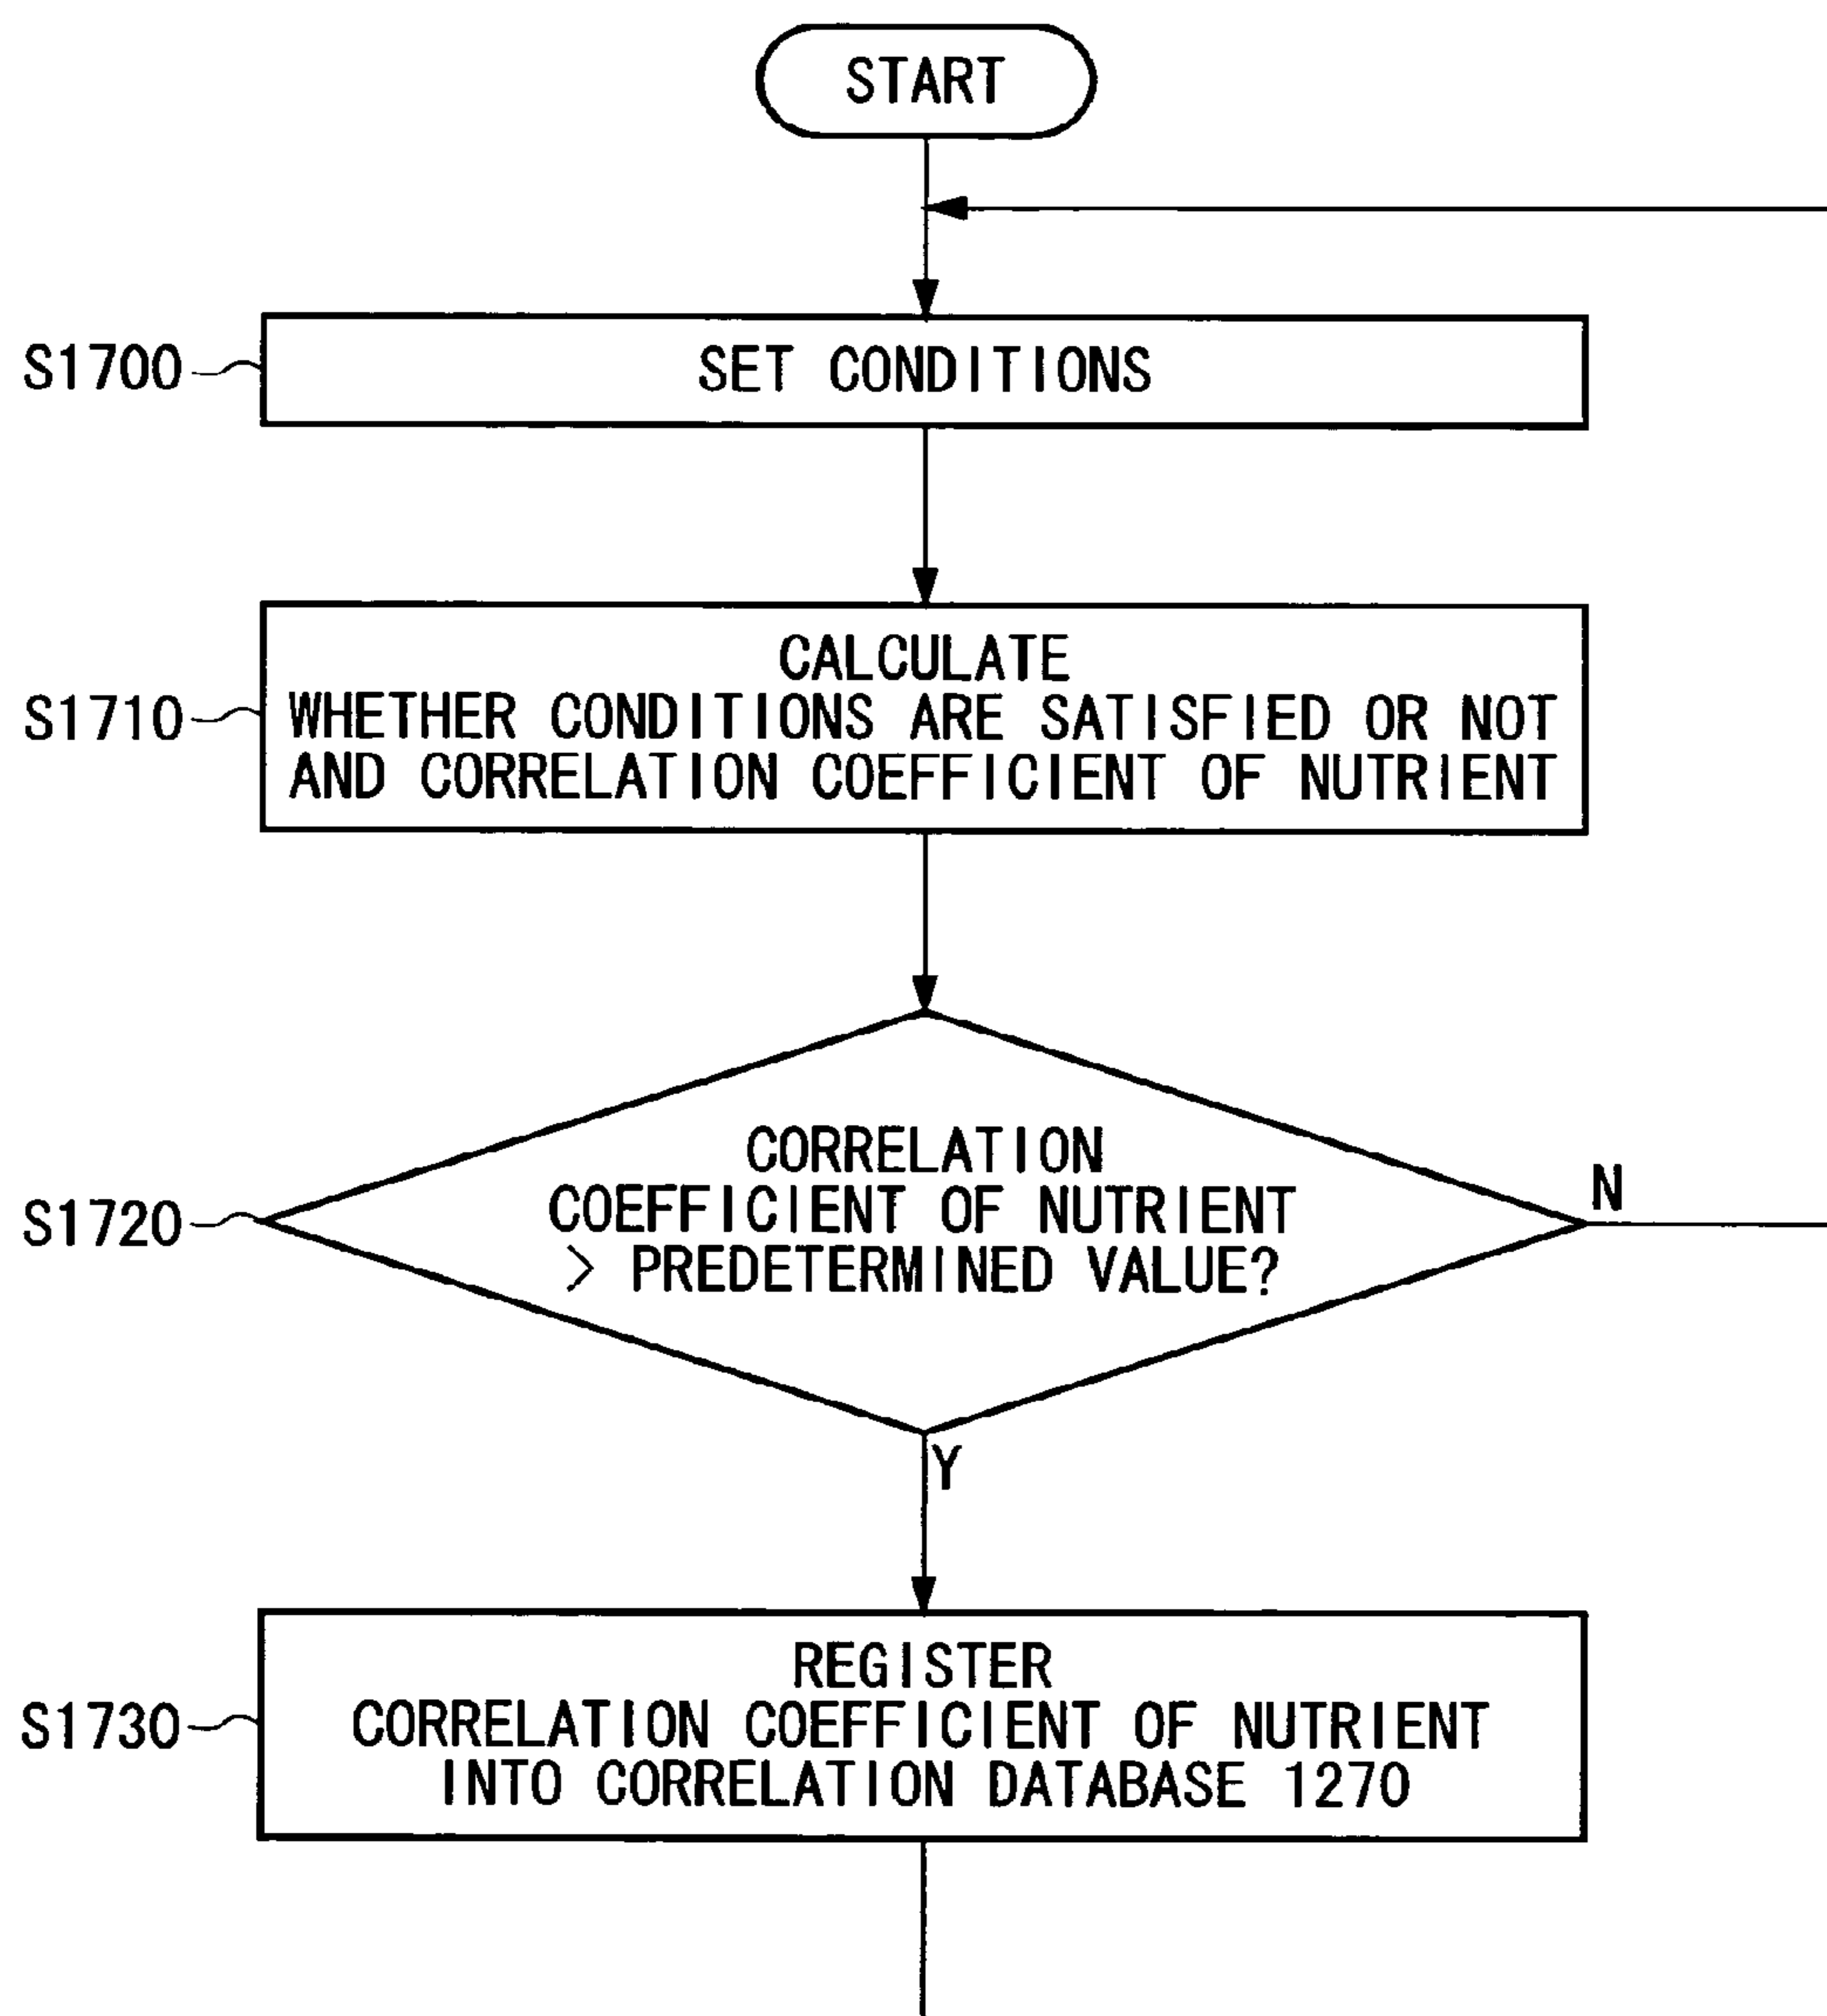 START
S1700
SET CONDITIONS
S1710
CALCULATE
WHETHER CONDITIONS ARE SATISFIED OR NOT
AND CORRELATION COEFFICIENT OF NUTRIENT
S1720
CORRELATION
COEFFICIENT OF NUTRIENT
> PREDETERMINED VALUE?
N
Y
S1730
REGISTER
CORRELATION COEFFICIENT OF NUTRIENT
INTO CORRELATION DATABASE 1270